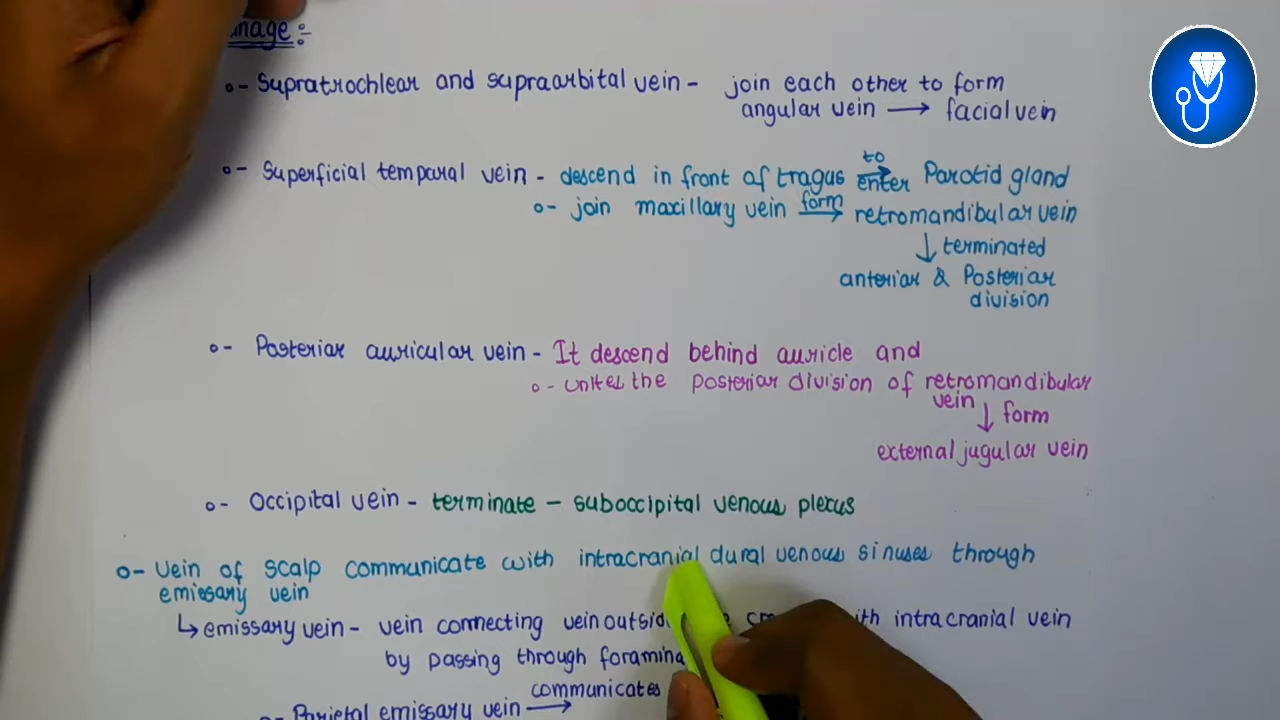 nage :-
o- Supratrochlear and supraorbital vein - join each other to form
angular vein → facial vein
o- Superficial temporal vein - descend in front of tragus to enter Parotid gland
o- join maxillary vein form → retromandibular vein
↓ terminated
anterior & Posterior
division
o- Posterior auricular vein - It descend behind auricle and
o- unites the posterior division of retromandibular
vein ↓ form
external jugular vein
o- Occipital vein - terminate - suboccipital venous plexus
o- Vein of scalp communicate with intracranial dural venous sinuses through
emissary vein
↳ emissary vein - vein connecting vein outsid with intracranial vein
by passing through foramina
o- Parietal emissary vein communicates →